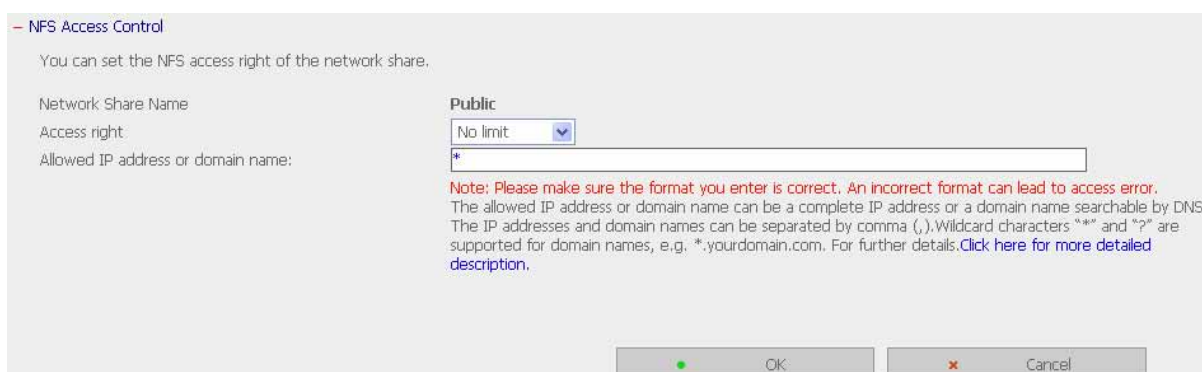 – NFS Access Control
You can set the NFS access right of the network share.
Network Share Name Public
Access right No limit
Allowed IP address or domain name: *
Note: Please make sure the format you enter is correct. An incorrect format can lead to access error.
The allowed IP address or domain name can be a complete IP address or a domain name searchable by DNS
The IP addresses and domain names can be separated by comma (,).Wildcard characters "*" and "?" are
supported for domain names, e.g. *.yourdomain.com. For further details.Click here for more detailed
description.
OK Cancel